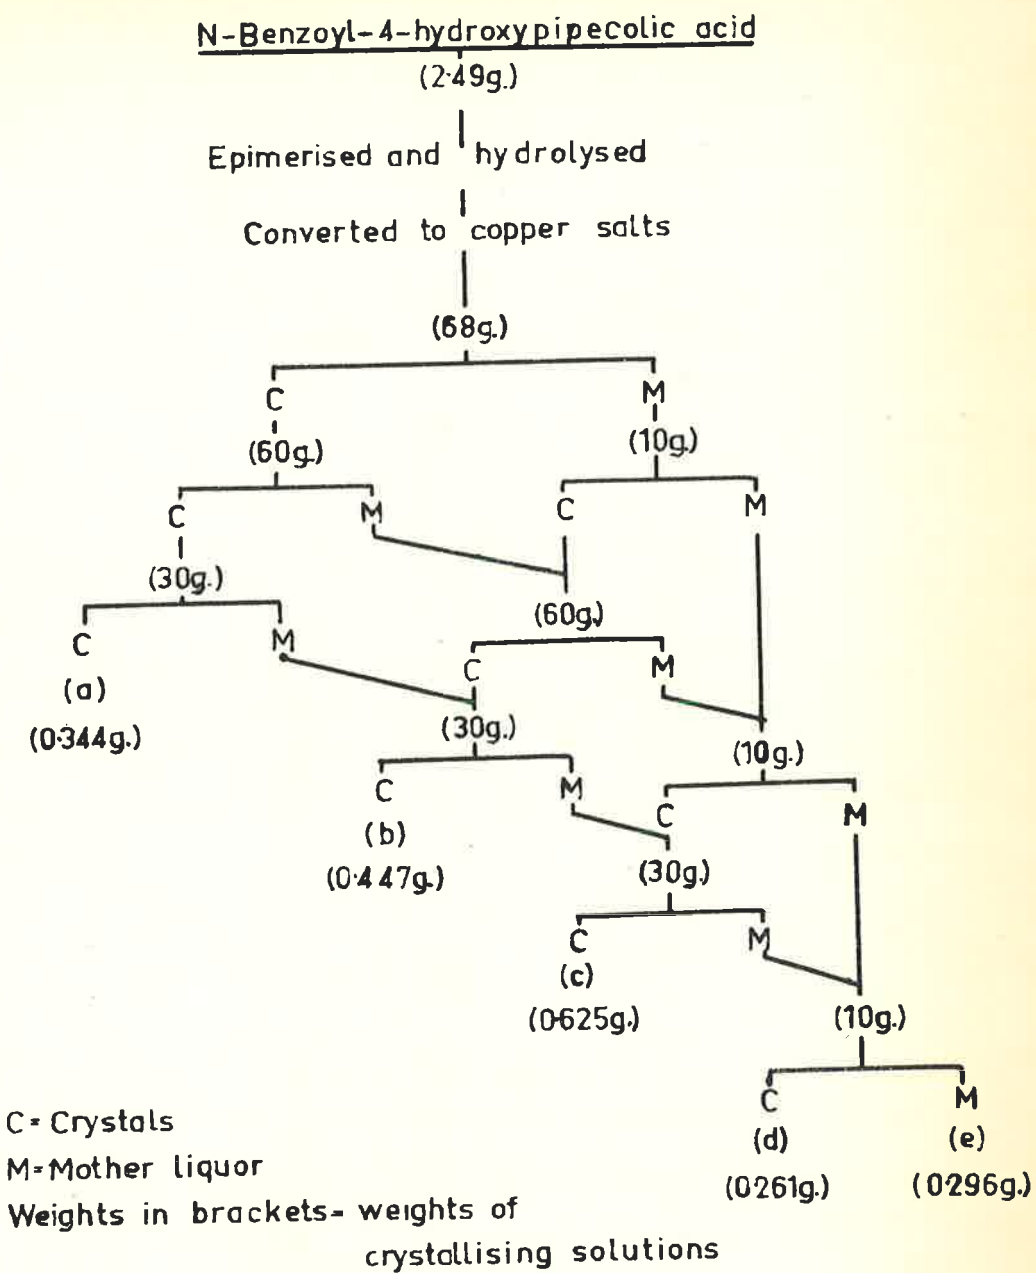 N-Benzoyl-4-hydroxypipecolic acid
(2·49g.)
Epimerised and hydrolysed
Converted to copper salts
(68g.)
C M
(60g.) (10g.)
C M C M
(30g.) (60g.)
C M C M
(a) (30g.) (10g.)
(0·344g.)
C M C M
(b) (30g.)
(0·447g.)
C M
(c) (10g.)
(0·625g.)
C M
(d) (e)
(0·261g.) (0·296g.)
C = Crystals
M = Mother liquor
Weights in brackets = weights of
crystallising solutions